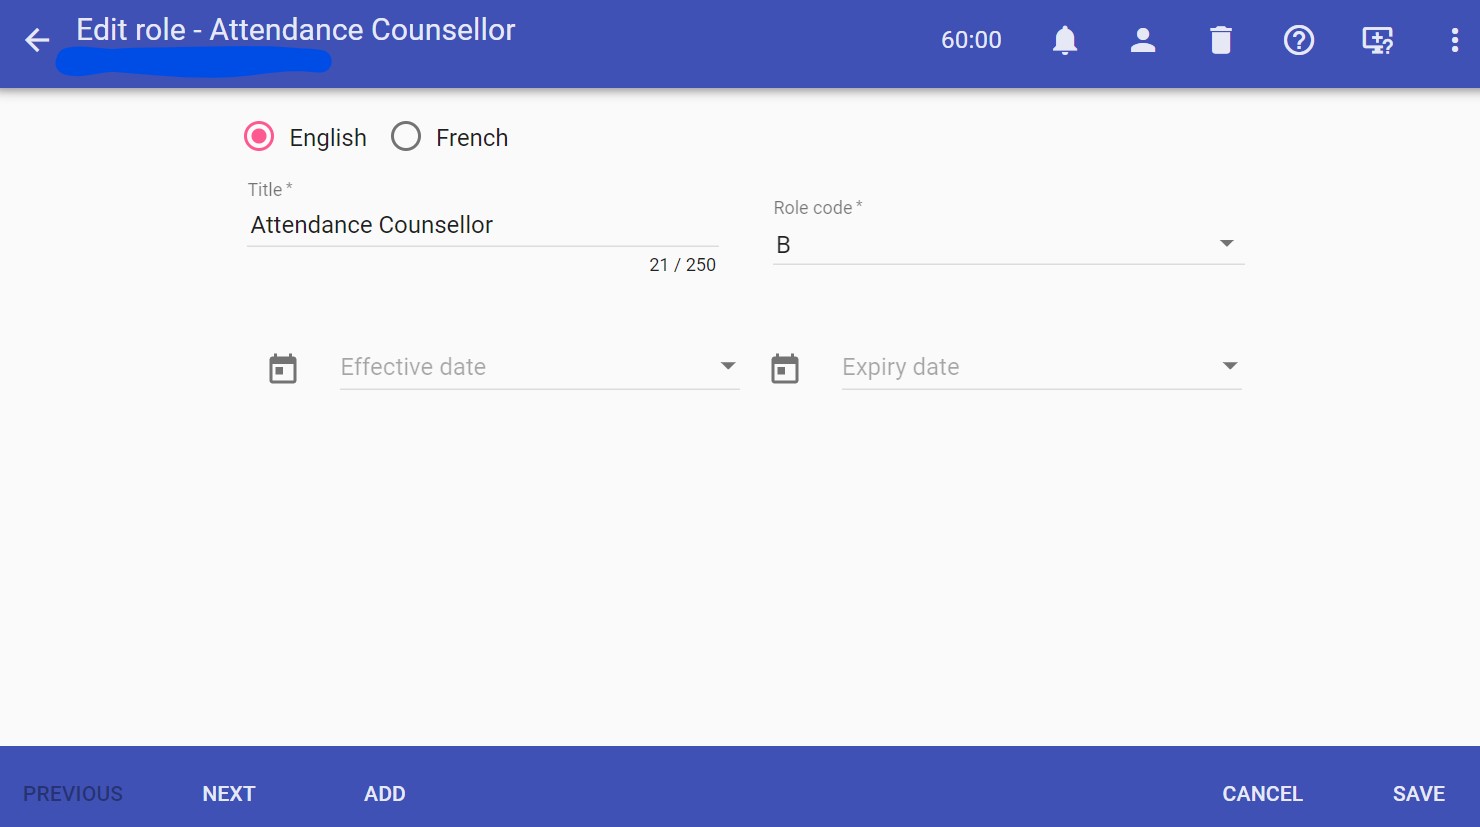 Edit role - Attendance Counsellor
60:00
English
French
Title *
Attendance Counsellor
21 / 250
Role code *
B
Effective date
Expiry date
PREVIOUS
NEXT
ADD
CANCEL
SAVE